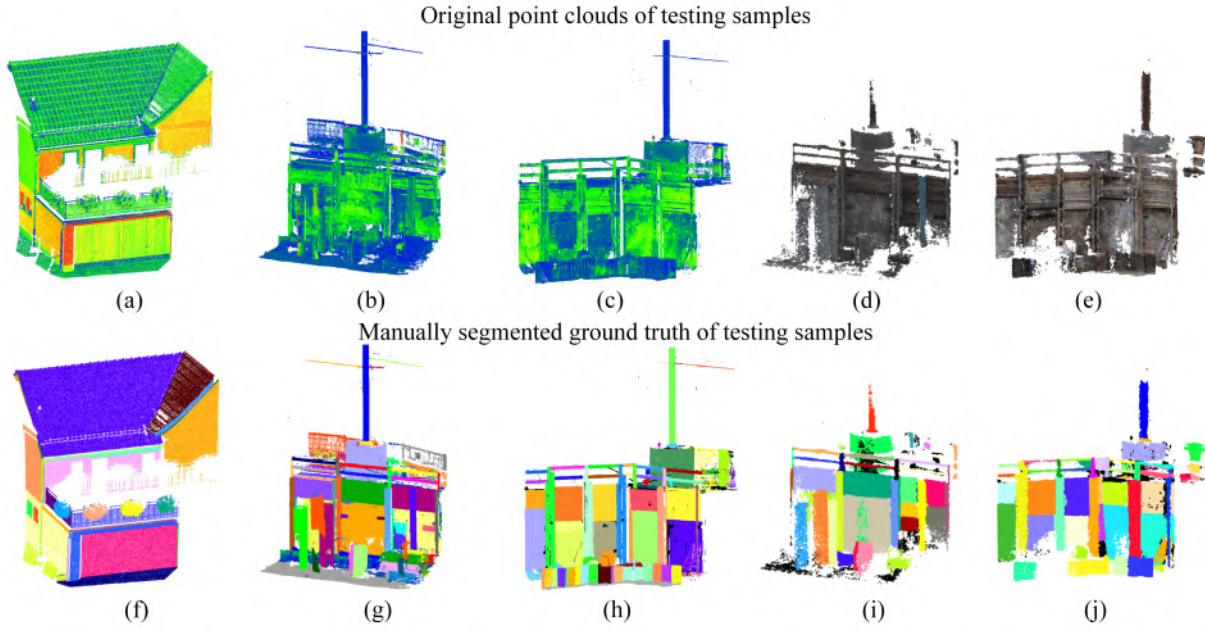 Original point clouds of testing samples
(a) (b) (c) (d) (e)
Manually segmented ground truth of testing samples
(f) (g) (h) (i) (j)